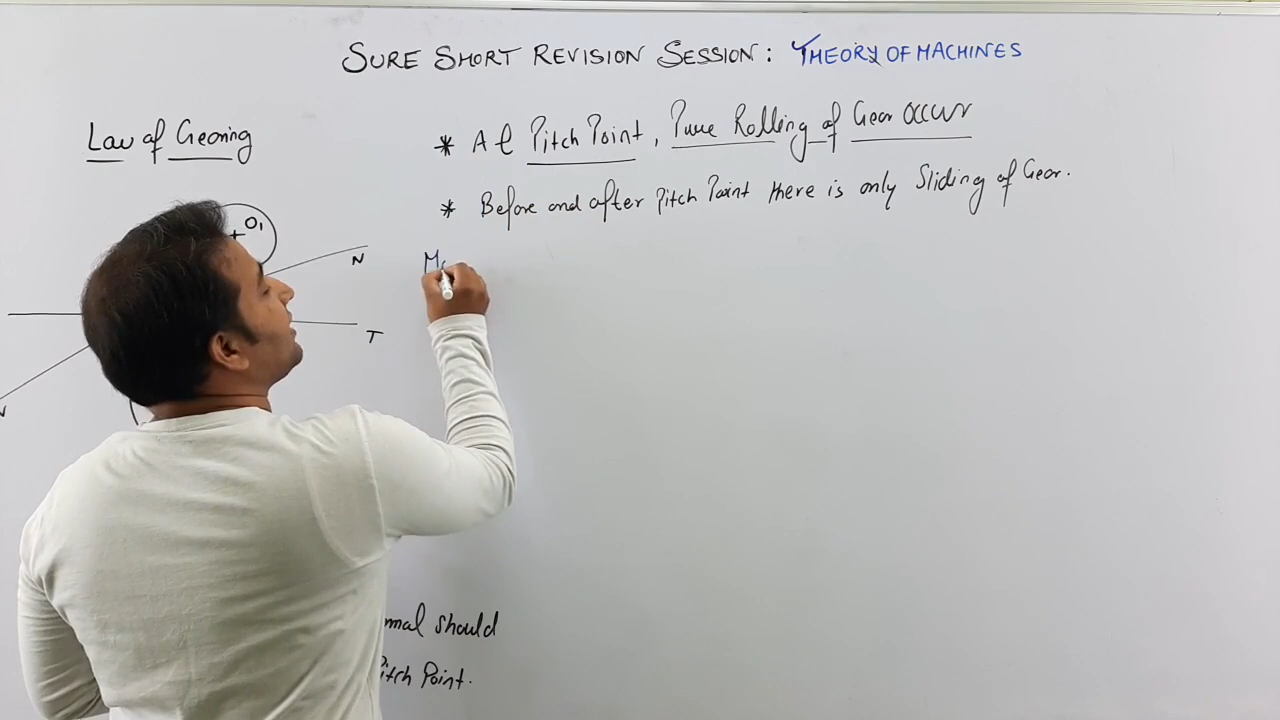 SURE SHORT REVISION SESSION: THEORY OF MACHINES
Law of Gearing
* At Pitch Point, Pure Rolling of Gear occur
* Before and after Pitch Point there is only Sliding of Gear.
+ O1
N
T
should
Pitch Point.